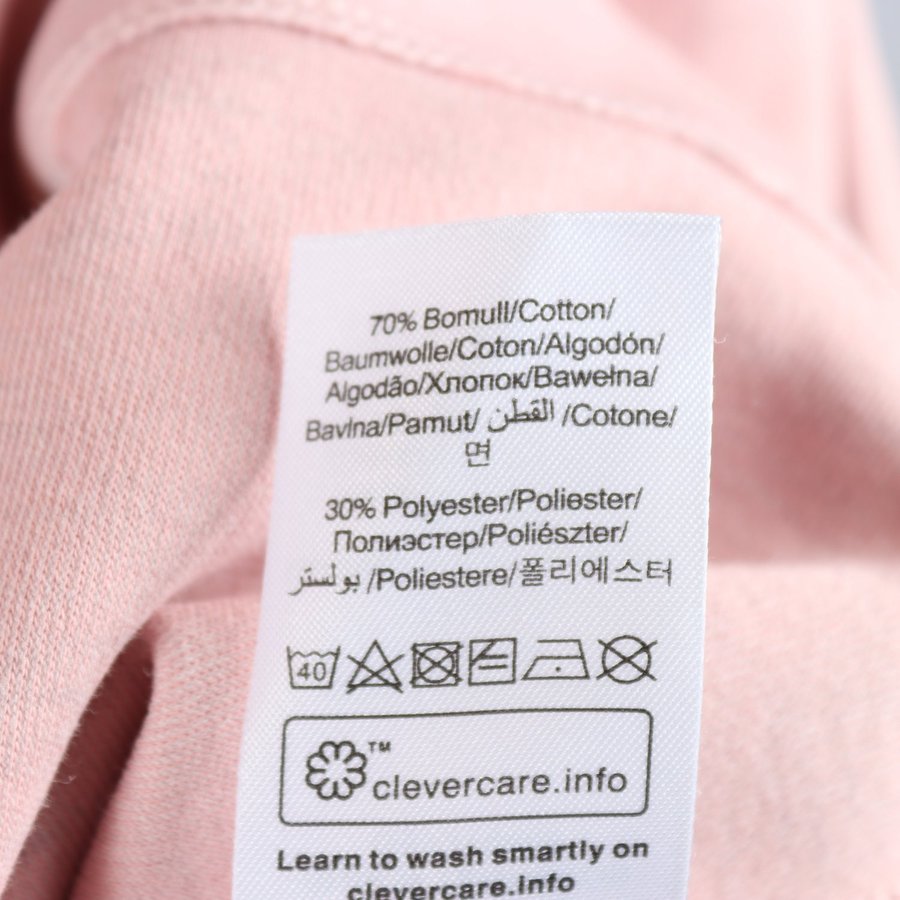 70% Bomull/Cotton/
Baumwolle/Coton/Algodón/
Algodão/Хлопок/Bawełna/
Bavlna/Pamut/ القطن /Cotone/
면
30% Polyester/Poliester/
Полиэстер/Poliészter/
بولستر /Poliestere/폴리에스터
40
TM
clevercare.info
Learn to wash smartly on
clevercare.info